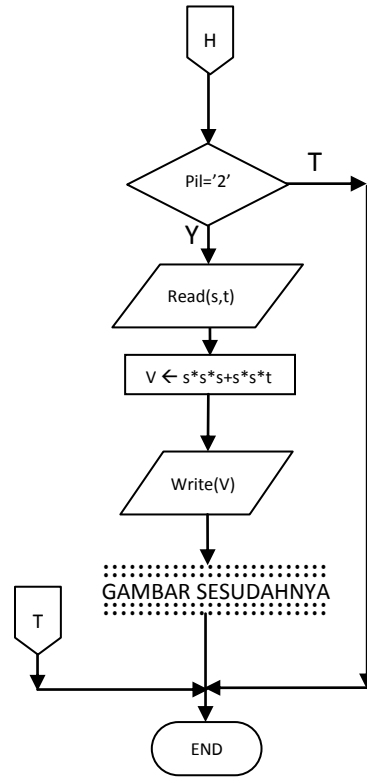 H
Pil='2'
T
Y
Read(s,t)
V ← s*s*s+s*s*t
Write(V)
GAMBAR SESUDAHNYA
T
END